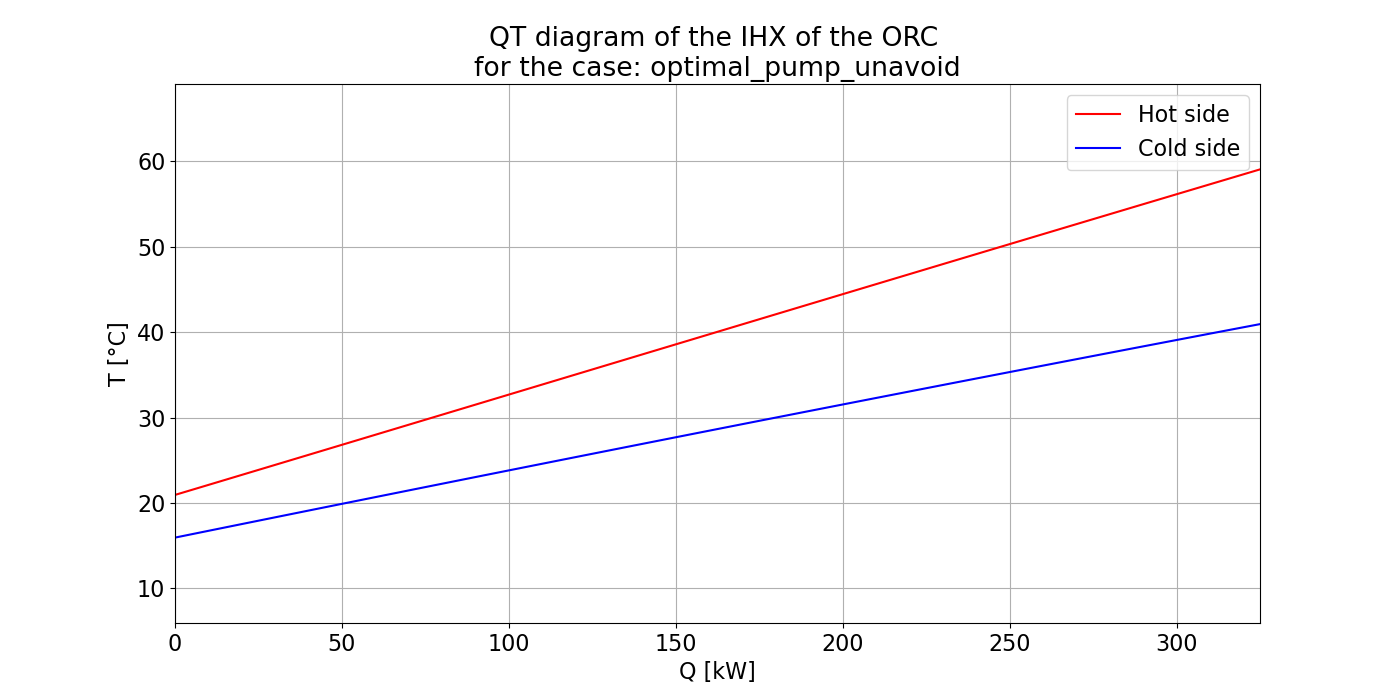 QT diagram of the IHX of the ORC
for the case: optimal_pump_unavoid
Hot side
Cold side
T [°C]
60
50
40
30
20
10
0 50 100 150 200 250 300
Q [kW]